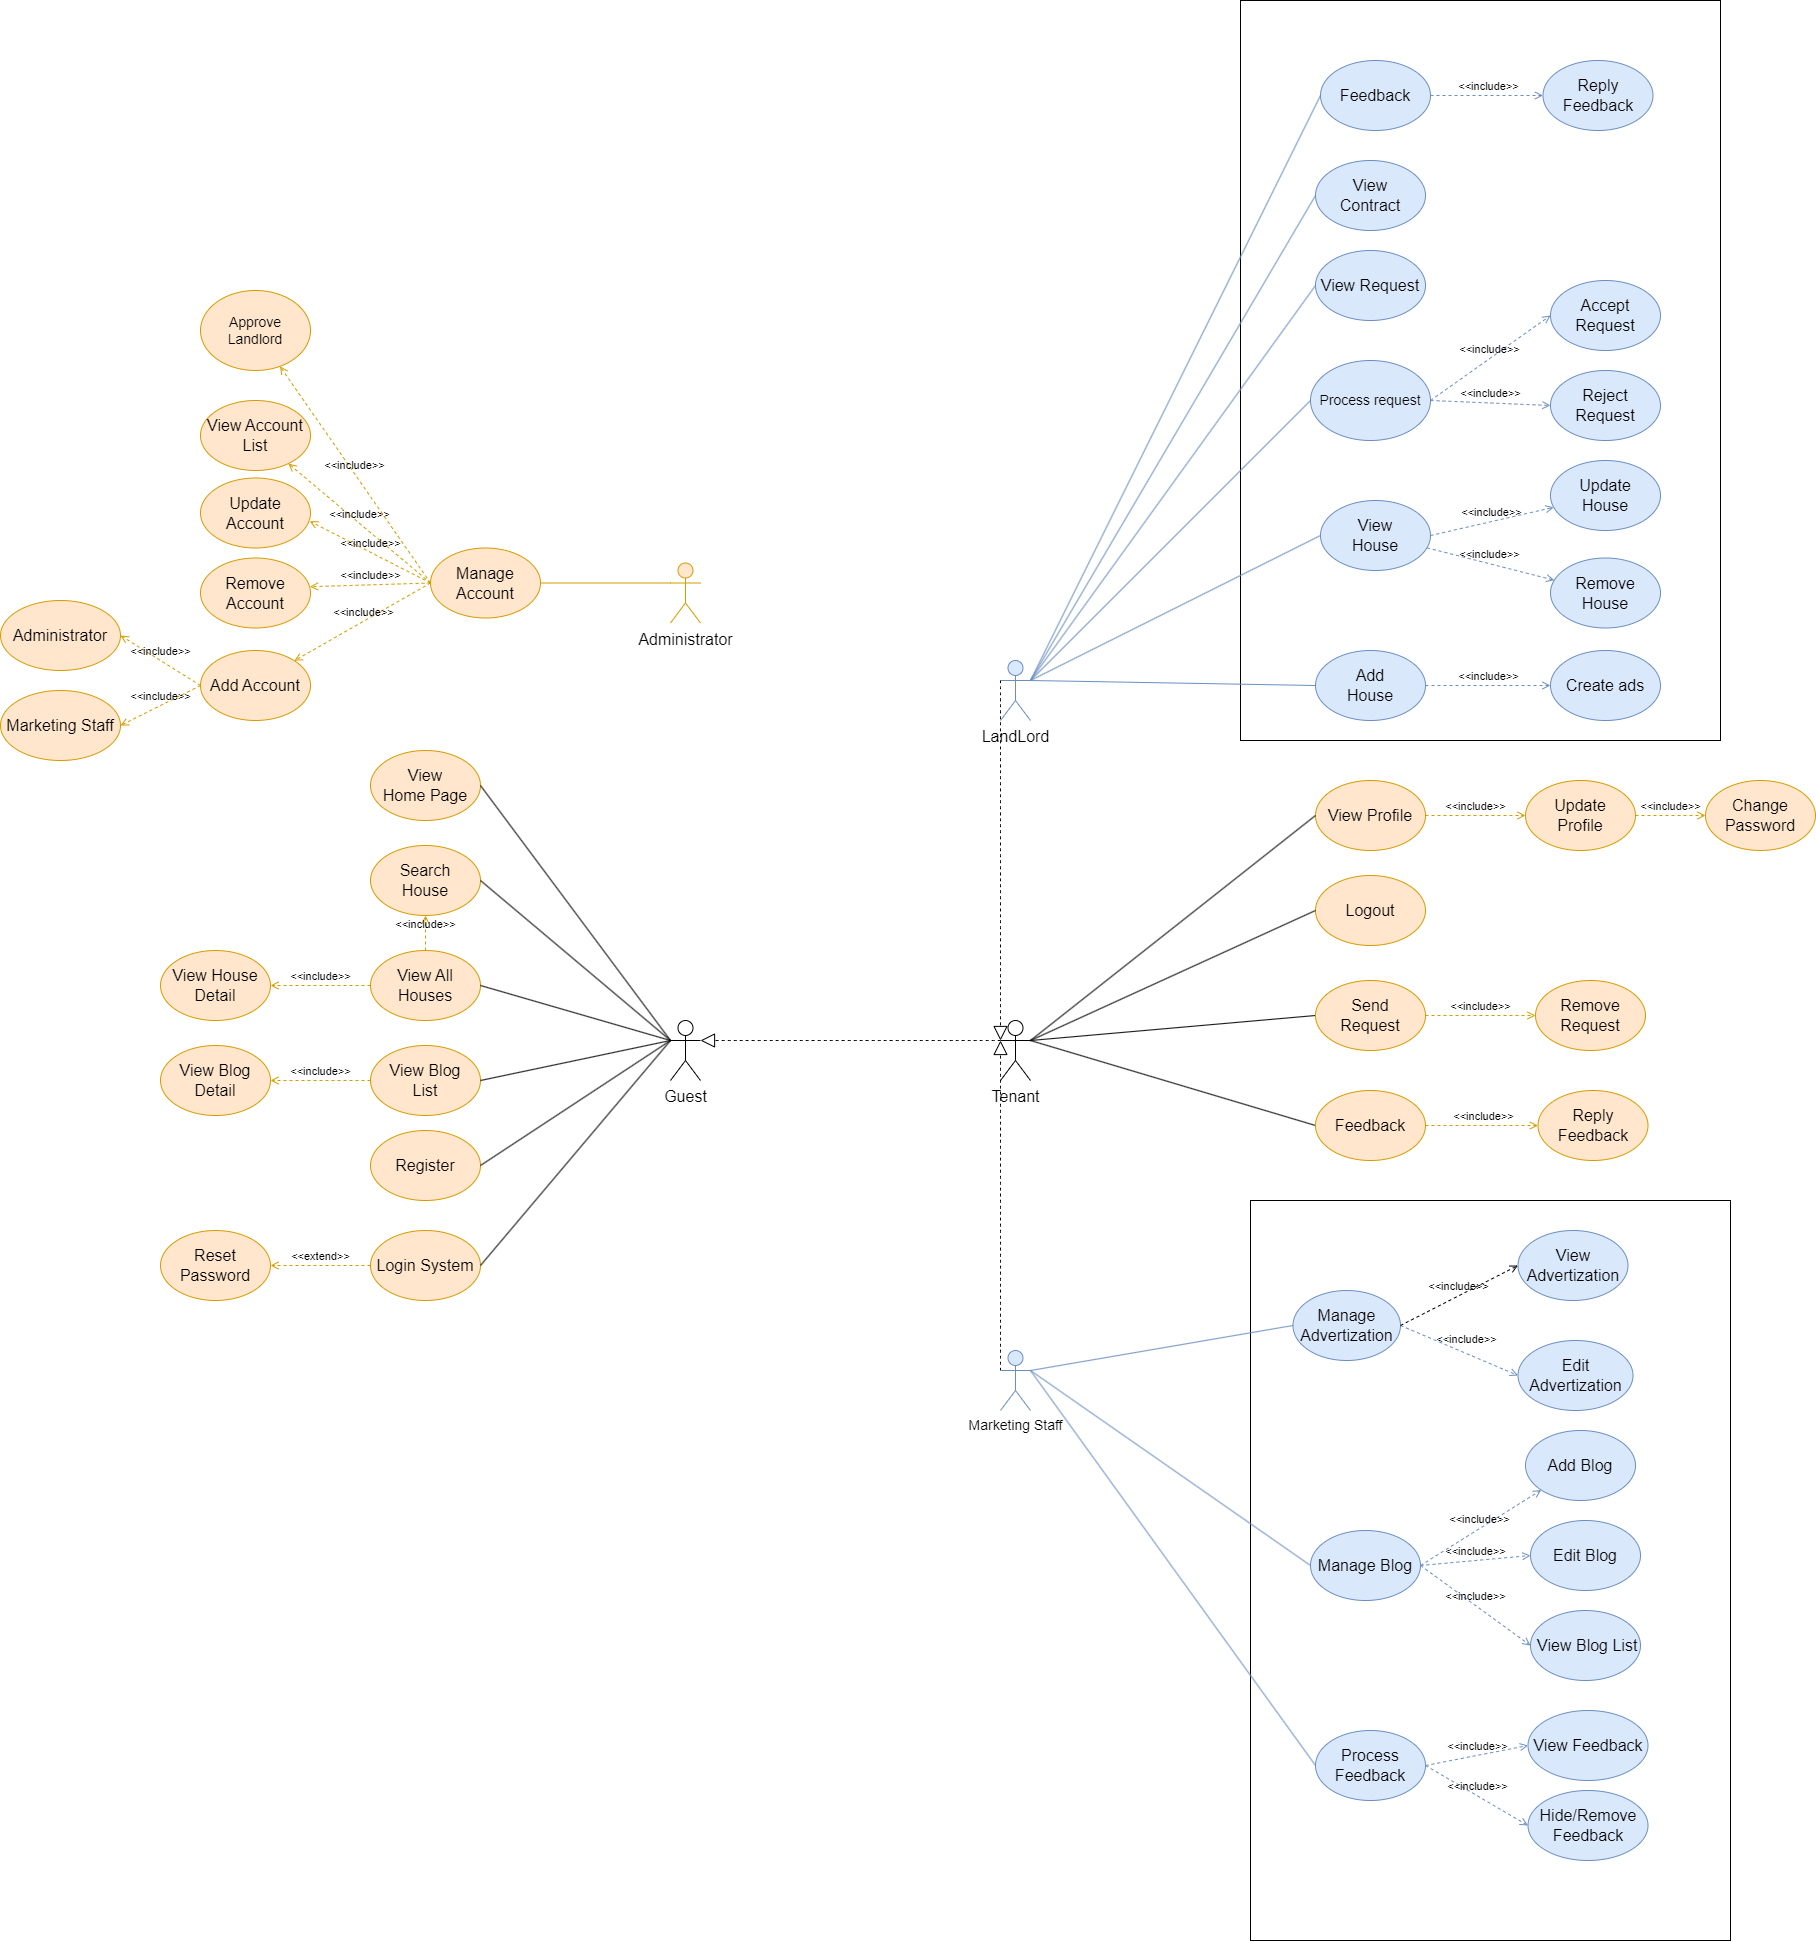 Feedback
<<include>>
Reply
Feedback
View
Contract
View Request
Process request
<<include>>
Accept
Request
<<include>>
Reject
Request
View
House
<<include>>
Update
House
<<include>>
Remove
House
Add
House
<<include>>
Create ads
LandLord
Approve
Landlord
View Account
List
Update
Account
Remove
Account
Add Account
<<include>>
<<include>>
<<include>>
<<include>>
<<include>>
Manage
Account
Administrator
Administrator
<<include>>
Marketing Staff
<<include>>
View
Home Page
Search
House
<<include>>
View House
Detail
<<include>>
View All
Houses
View Blog
Detail
<<include>>
View Blog
List
Register
Reset
Password
<<extend>>
Login System
Guest
Tenant
View Profile
<<include>>
Update
Profile
<<include>>
Change
Password
Logout
Send
Request
<<include>>
Remove
Request
Feedback
<<include>>
Reply
Feedback
Marketing Staff
Manage
Advertization
<<include>>
View
Advertization
<<include>>
Edit
Advertization
Manage Blog
<<include>>
Add Blog
<<include>>
Edit Blog
<<include>>
View Blog List
Process
Feedback
<<include>>
View Feedback
<<include>>
Hide/Remove
Feedback